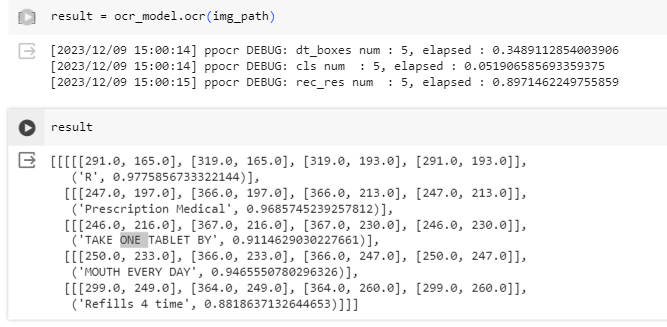 result = ocr_model.ocr(img_path)
[2023/12/09 15:00:14] ppocr DEBUG: dt_boxes num : 5, elapsed : 0.3489112854003906
[2023/12/09 15:00:14] ppocr DEBUG: cls num  : 5, elapsed : 0.051906585693359375
[2023/12/09 15:00:15] ppocr DEBUG: rec_res num  : 5, elapsed : 0.8971462249755859
result
[[[[[291.0, 165.0], [319.0, 165.0], [319.0, 193.0], [291.0, 193.0]],
('R', 0.9775856733322144)],
[[[247.0, 197.0], [366.0, 197.0], [366.0, 213.0], [247.0, 213.0]],
('Prescription Medical', 0.9685745239257812)],
[[[246.0, 216.0], [367.0, 216.0], [367.0, 230.0], [246.0, 230.0]],
('TAKE ONE TABLET BY', 0.9114629030227661)],
[[[250.0, 233.0], [366.0, 233.0], [366.0, 247.0], [250.0, 247.0]],
('MOUTH EVERY DAY', 0.9465550780296326)],
[[[299.0, 249.0], [364.0, 249.0], [364.0, 260.0], [299.0, 260.0]],
('Refills 4 time', 0.8818637132644653)]]]